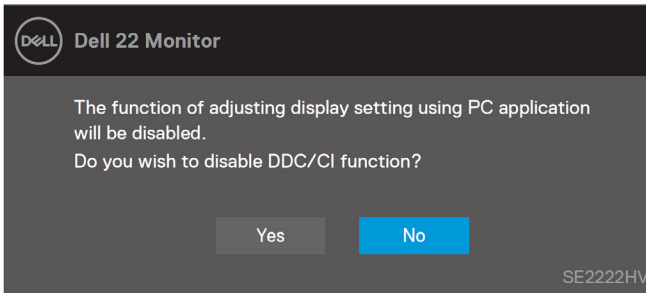 DELL
Dell 22 Monitor
The function of adjusting display setting using PC application
will be disabled.
Do you wish to disable DDC/CI function?
Yes
No
SE2222HV